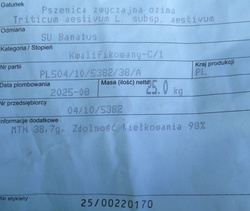 Gatunek
Pszenica zwyczajna ozima
Triticum aestivum L. subsp. aestivum
Odmiana
SU Banatus
Kategoria / Stopień
Kwalifikowany-C/1
Nr partii
Kraj produkcji
PL504/10/5382/38/A
PL
Data plombowania
Masa (ilość) netto
2025-08
25.0 kg
Nr przedsiębiorcy
04/10/5382
Informacje dodatkowe
MTN 38,7g. Zdolność kiełkowania 98%
Nr etykiety
25/00220170